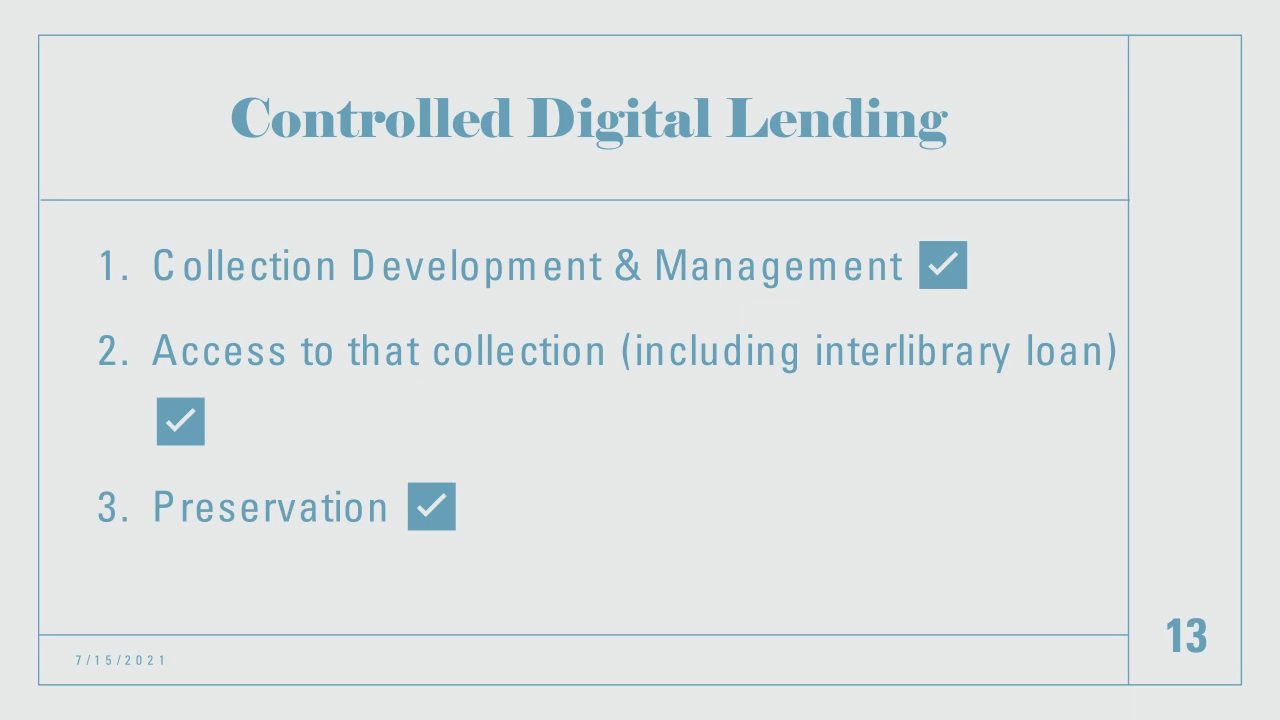 Controlled Digital Lending
1. Collection Development & Management ✅
2. Access to that collection (including interlibrary loan)
✅
3. Preservation ✅
13
7/15/2021